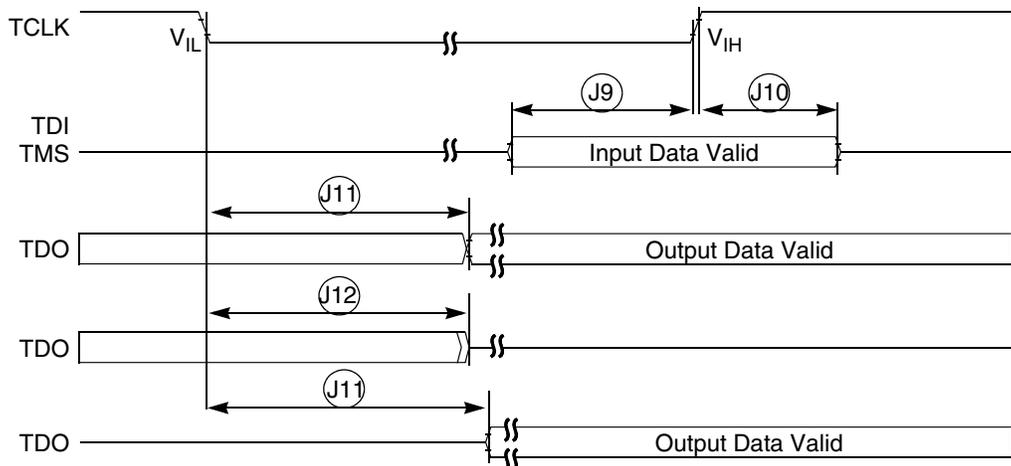 TCLK
VIL
VIH
J9
J10
TDI
TMS
Input Data Valid
J11
TDO
Output Data Valid
J12
TDO
J11
TDO
Output Data Valid